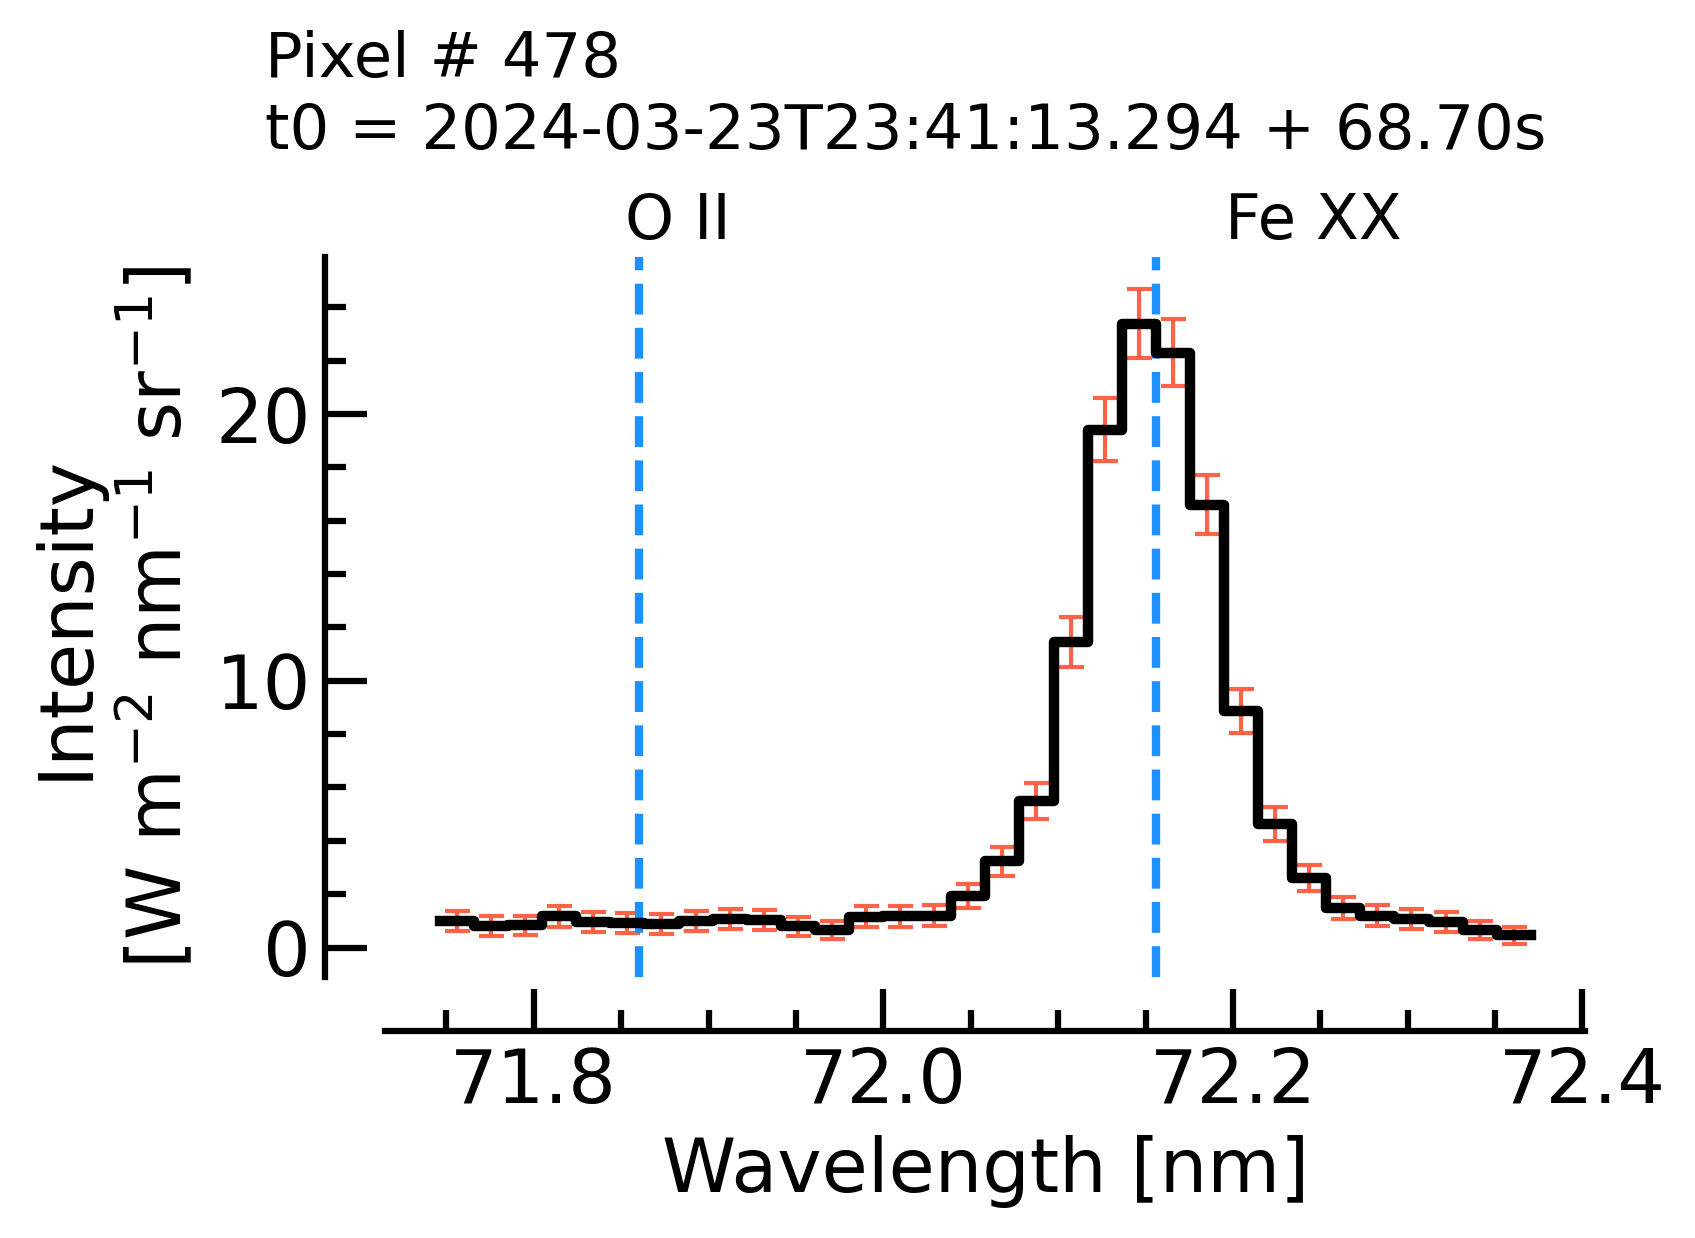 Pixel # 478
t0 = 2024-03-23T23:41:13.294 + 68.70s
O II
Fe XX
Intensity
[W m⁻² nm⁻¹ sr⁻¹]
20
10
0
71.8
72.0
72.2
72.4
Wavelength [nm]